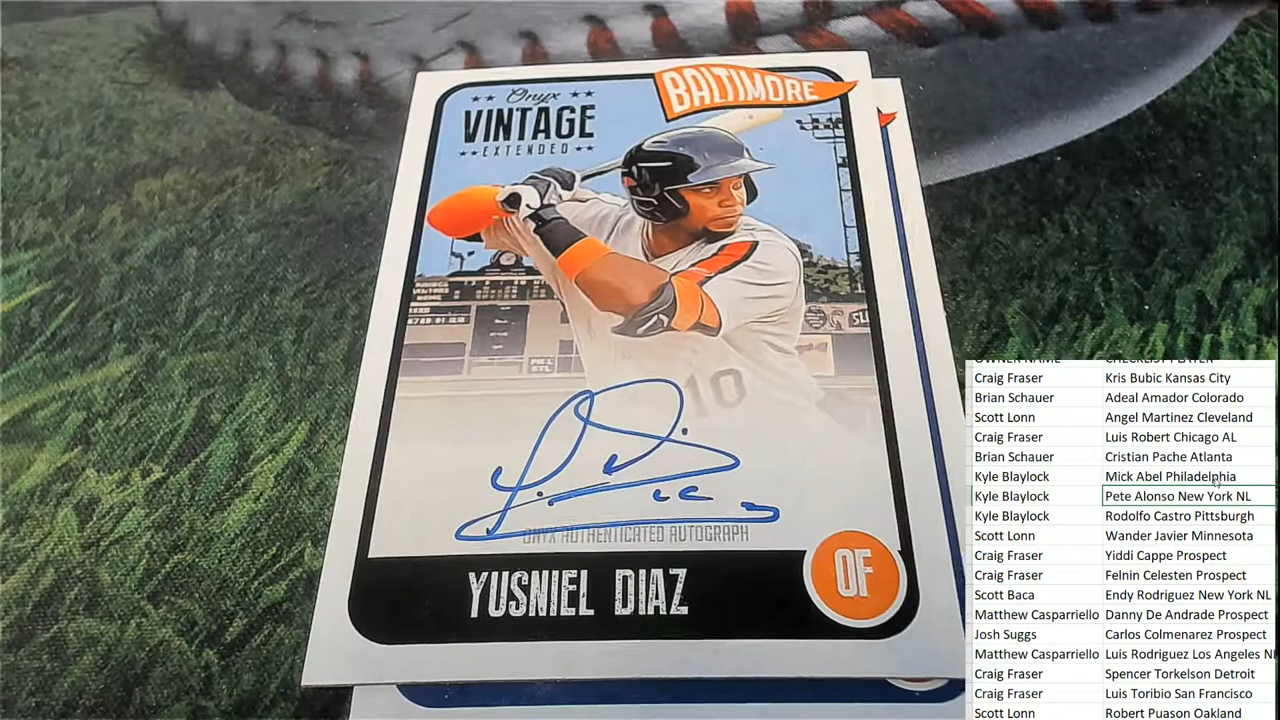 BALTIMORE
Onyx
VINTAGE
EXTENDED
10
ONYX AUTHENTICATED AUTOGRAPH
YUSNIEL DIAZ
OF
OWNER NAME CHECKLIST PLAYER
Craig Fraser Kris Bubic Kansas City
Brian Schauer Adeal Amador Colorado
Scott Lonn Angel Martinez Cleveland
Craig Fraser Luis Robert Chicago AL
Brian Schauer Cristian Pache Atlanta
Kyle Blaylock Mick Abel Philadelphia
Kyle Blaylock Pete Alonso New York NL
Kyle Blaylock Rodolfo Castro Pittsburgh
Scott Lonn Wander Javier Minnesota
Craig Fraser Yiddi Cappe Prospect
Craig Fraser Felnin Celesten Prospect
Scott Baca Endy Rodriguez New York NL
Matthew Casparriello Danny De Andrade Prospect
Josh Suggs Carlos Colmenarez Prospect
Matthew Casparriello Luis Rodriguez Los Angeles NL
Craig Fraser Spencer Torkelson Detroit
Craig Fraser Luis Toribio San Francisco
Scott Lonn Robert Puason Oakland